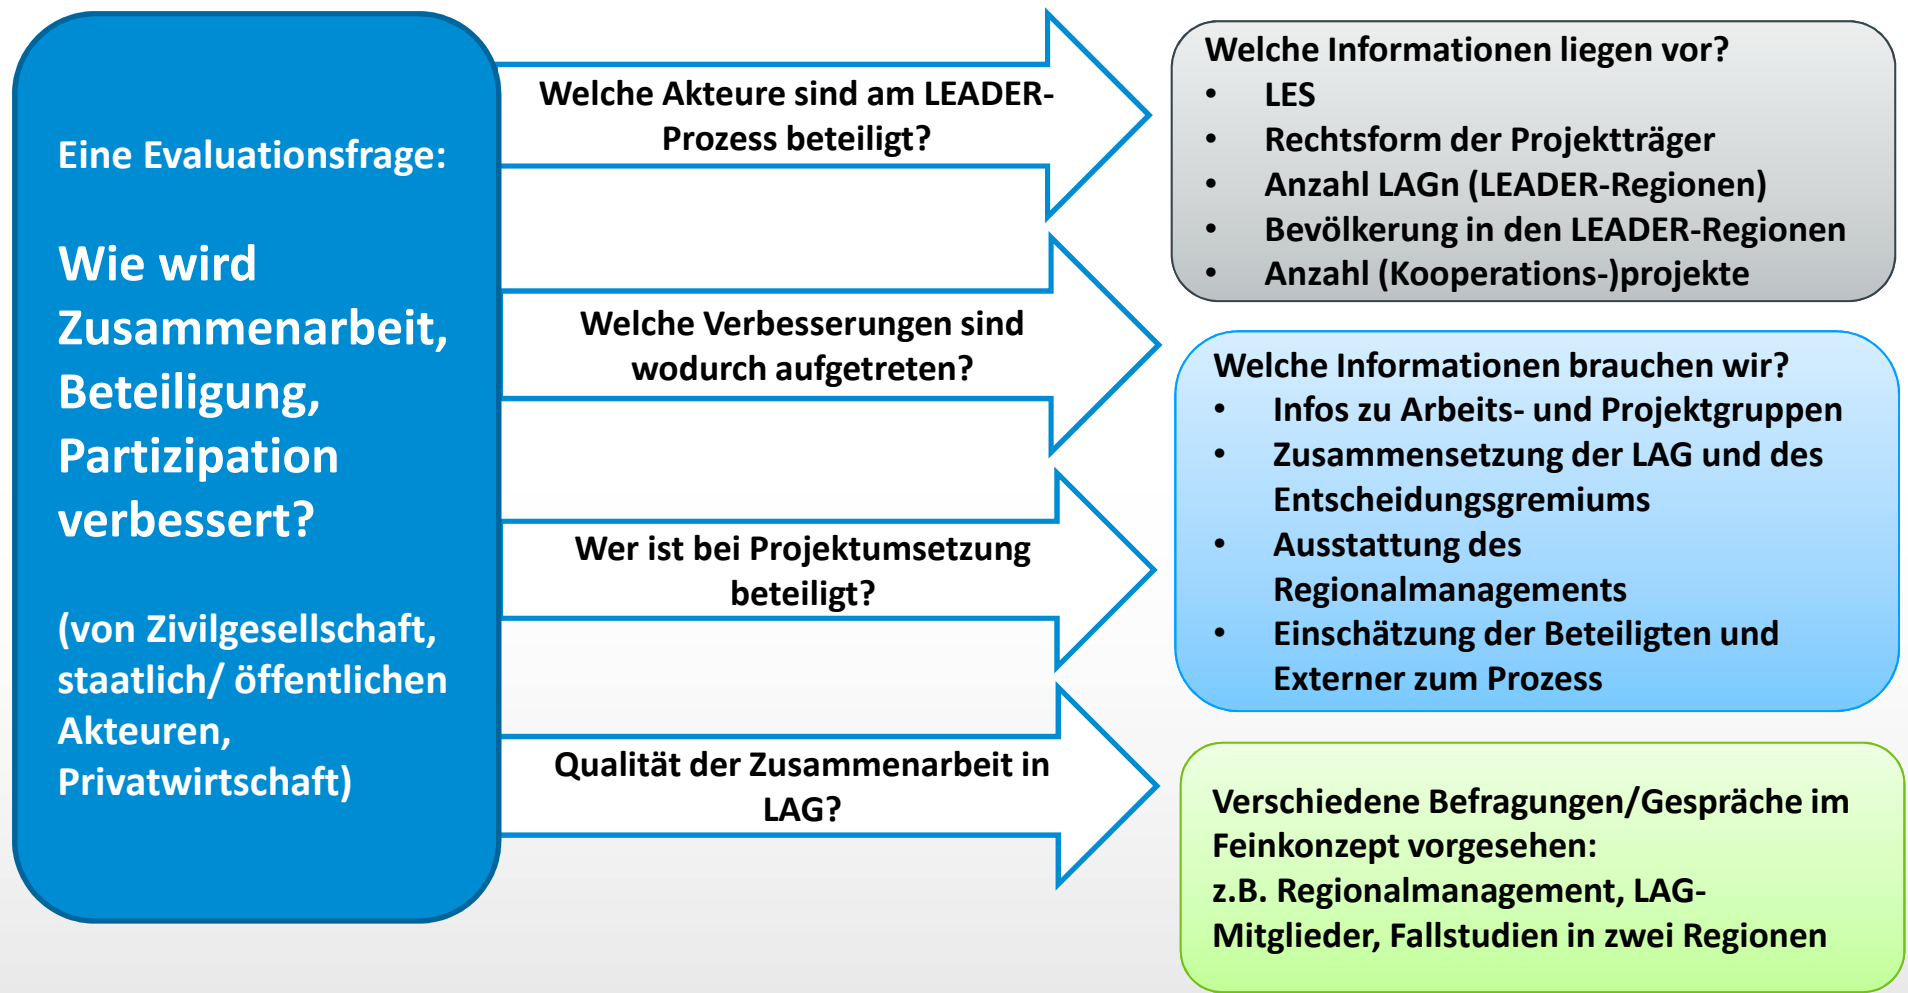 Eine Evaluationsfrage:
Wie wird
Zusammenarbeit,
Beteiligung,
Partizipation
verbessert?
(von Zivilgesellschaft,
staatlich/ öffentlichen
Akteuren,
Privatwirtschaft)
Welche Akteure sind am LEADER-
Prozess beteiligt?
Welche Verbesserungen sind
wodurch aufgetreten?
Wer ist bei Projektumsetzung
beteiligt?
Qualität der Zusammenarbeit in
LAG?
Welche Informationen liegen vor?
• LES
• Rechtsform der Projektträger
• Anzahl LAGn (LEADER-Regionen)
• Bevölkerung in den LEADER-Regionen
• Anzahl (Kooperations-)projekte
Welche Informationen brauchen wir?
• Infos zu Arbeits- und Projektgruppen
• Zusammensetzung der LAG und des
Entscheidungsgremiums
• Ausstattung des
Regionalmanagements
• Einschätzung der Beteiligten und
Externer zum Prozess
Verschiedene Befragungen/Gespräche im
Feinkonzept vorgesehen:
z.B. Regionalmanagement, LAG-
Mitglieder, Fallstudien in zwei Regionen